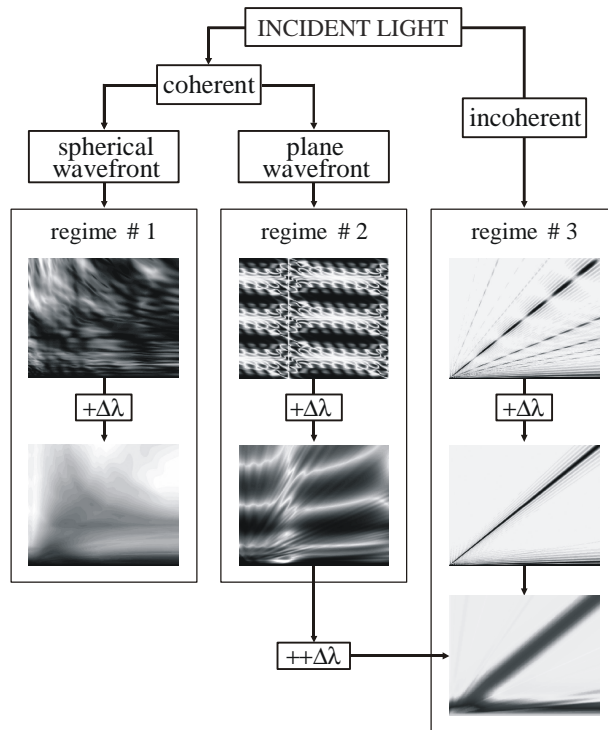 INCIDENT LIGHT
coherent
incoherent
spherical
wavefront
plane
wavefront
regime # 1
regime # 2
regime # 3
+Δλ
+Δλ
+Δλ
++Δλ